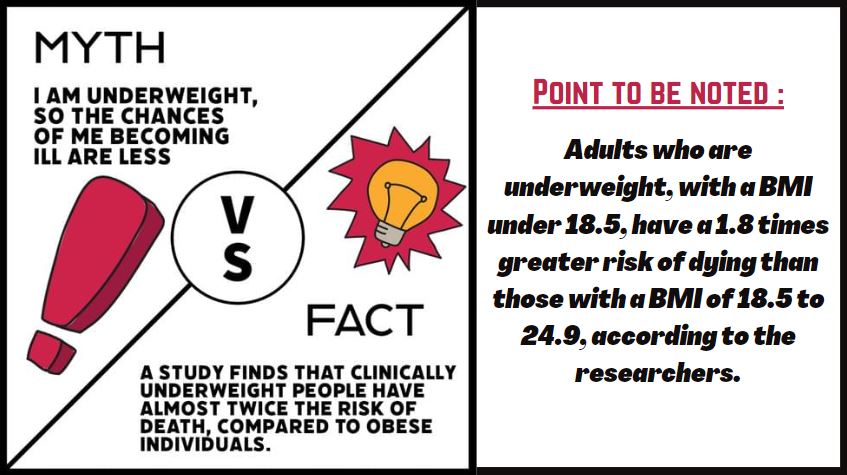 MYTH
I AM UNDERWEIGHT,
SO THE CHANCES
OF ME BECOMING
ILL ARE LESS
V
S
FACT
A STUDY FINDS THAT CLINICALLY
UNDERWEIGHT PEOPLE HAVE
ALMOST TWICE THE RISK OF
DEATH, COMPARED TO OBESE
INDIVIDUALS.
POINT TO BE NOTED :
Adults who are
underweight, with a BMI
under 18.5, have a 1.8 times
greater risk of dying than
those with a BMI of 18.5 to
24.9, according to the
researchers.